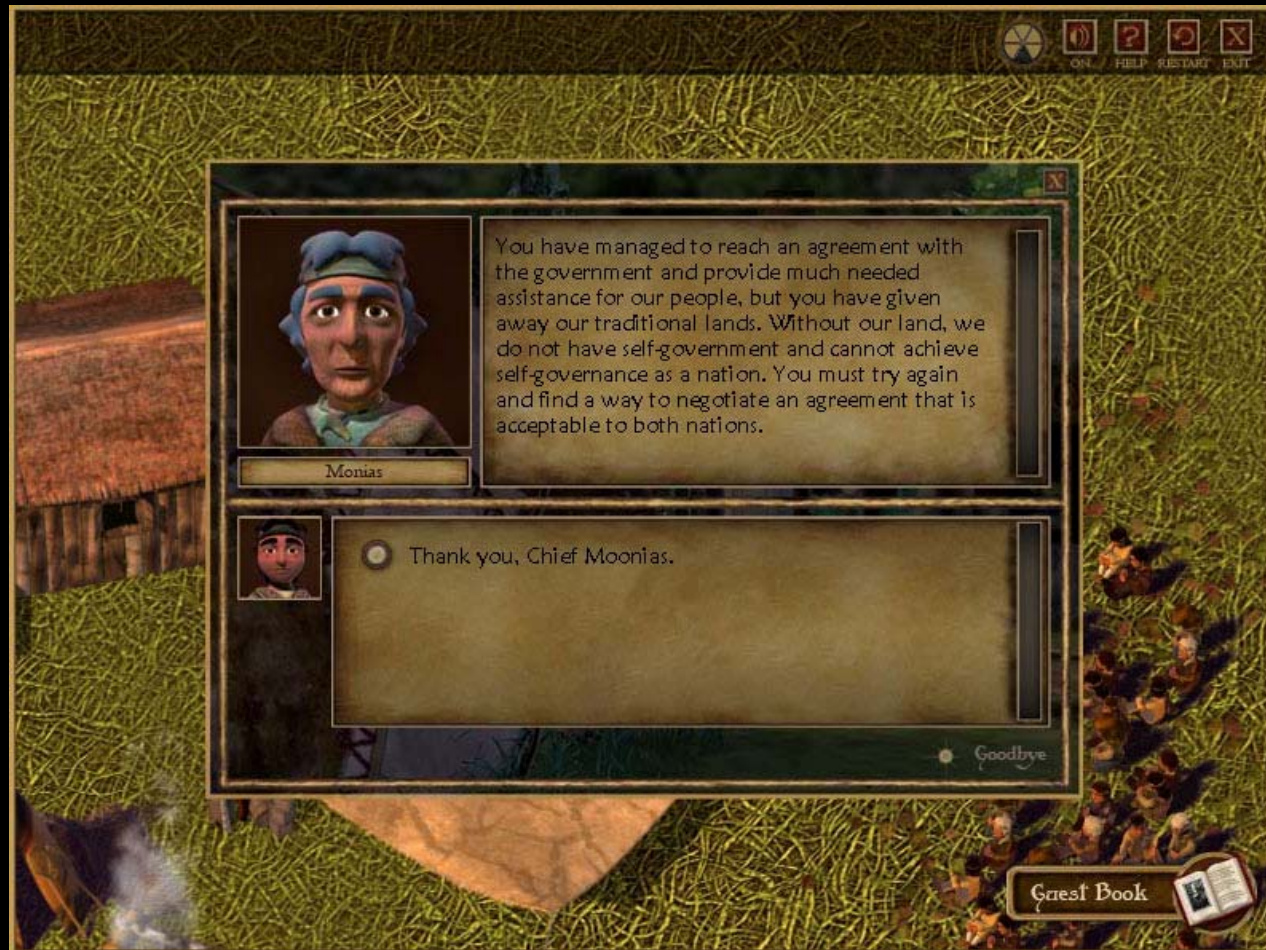 ON HELP RESTART EXIT
X
You have managed to reach an agreement with
the government and provide much needed
assistance for our people, but you have given
away our traditional lands. Without our land, we
do not have self-government and cannot achieve
self-governance as a nation. You must try again
and find a way to negotiate an agreement that is
acceptable to both nations.
Monias
Thank you, Chief Moonias.
Goodbye
Guest Book